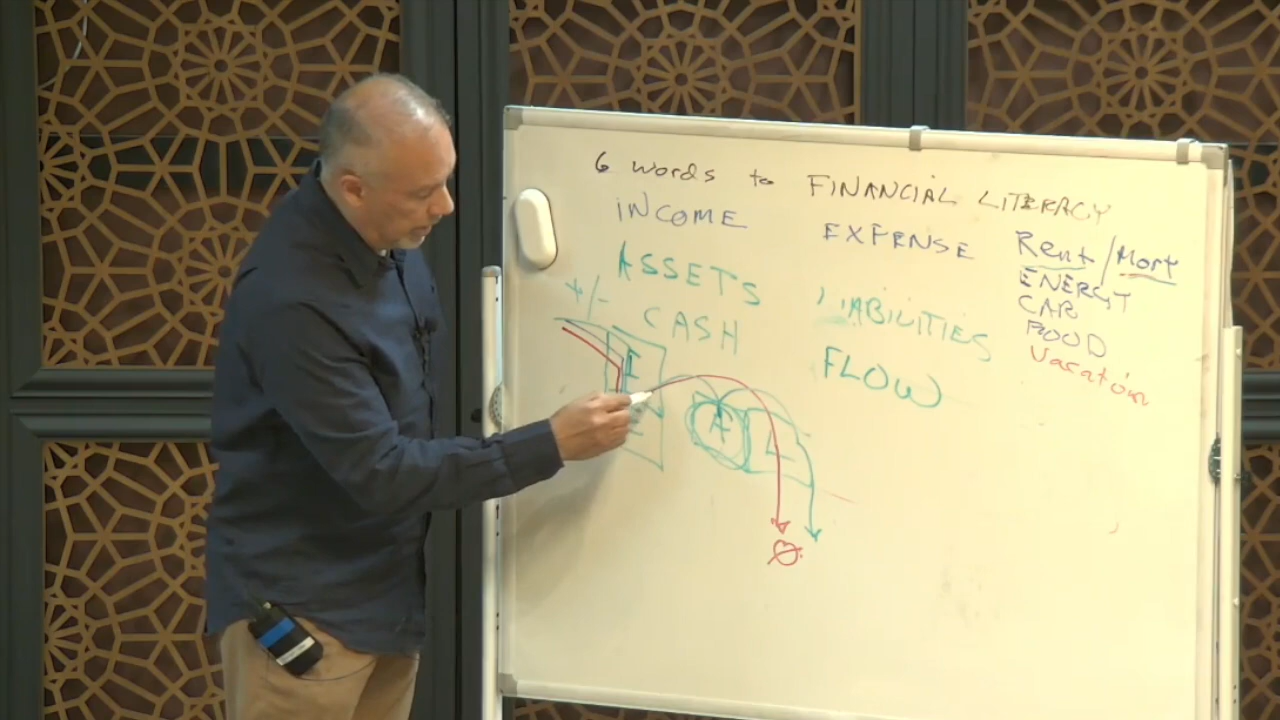 6 words to FINANCIAL LITERACY
INCOME EXPENSE Rent/Mort
ENERGY
ASSETS LIABILITIES CAR
+/- CASH FLOW FOOD
Vacation
I
E
A L